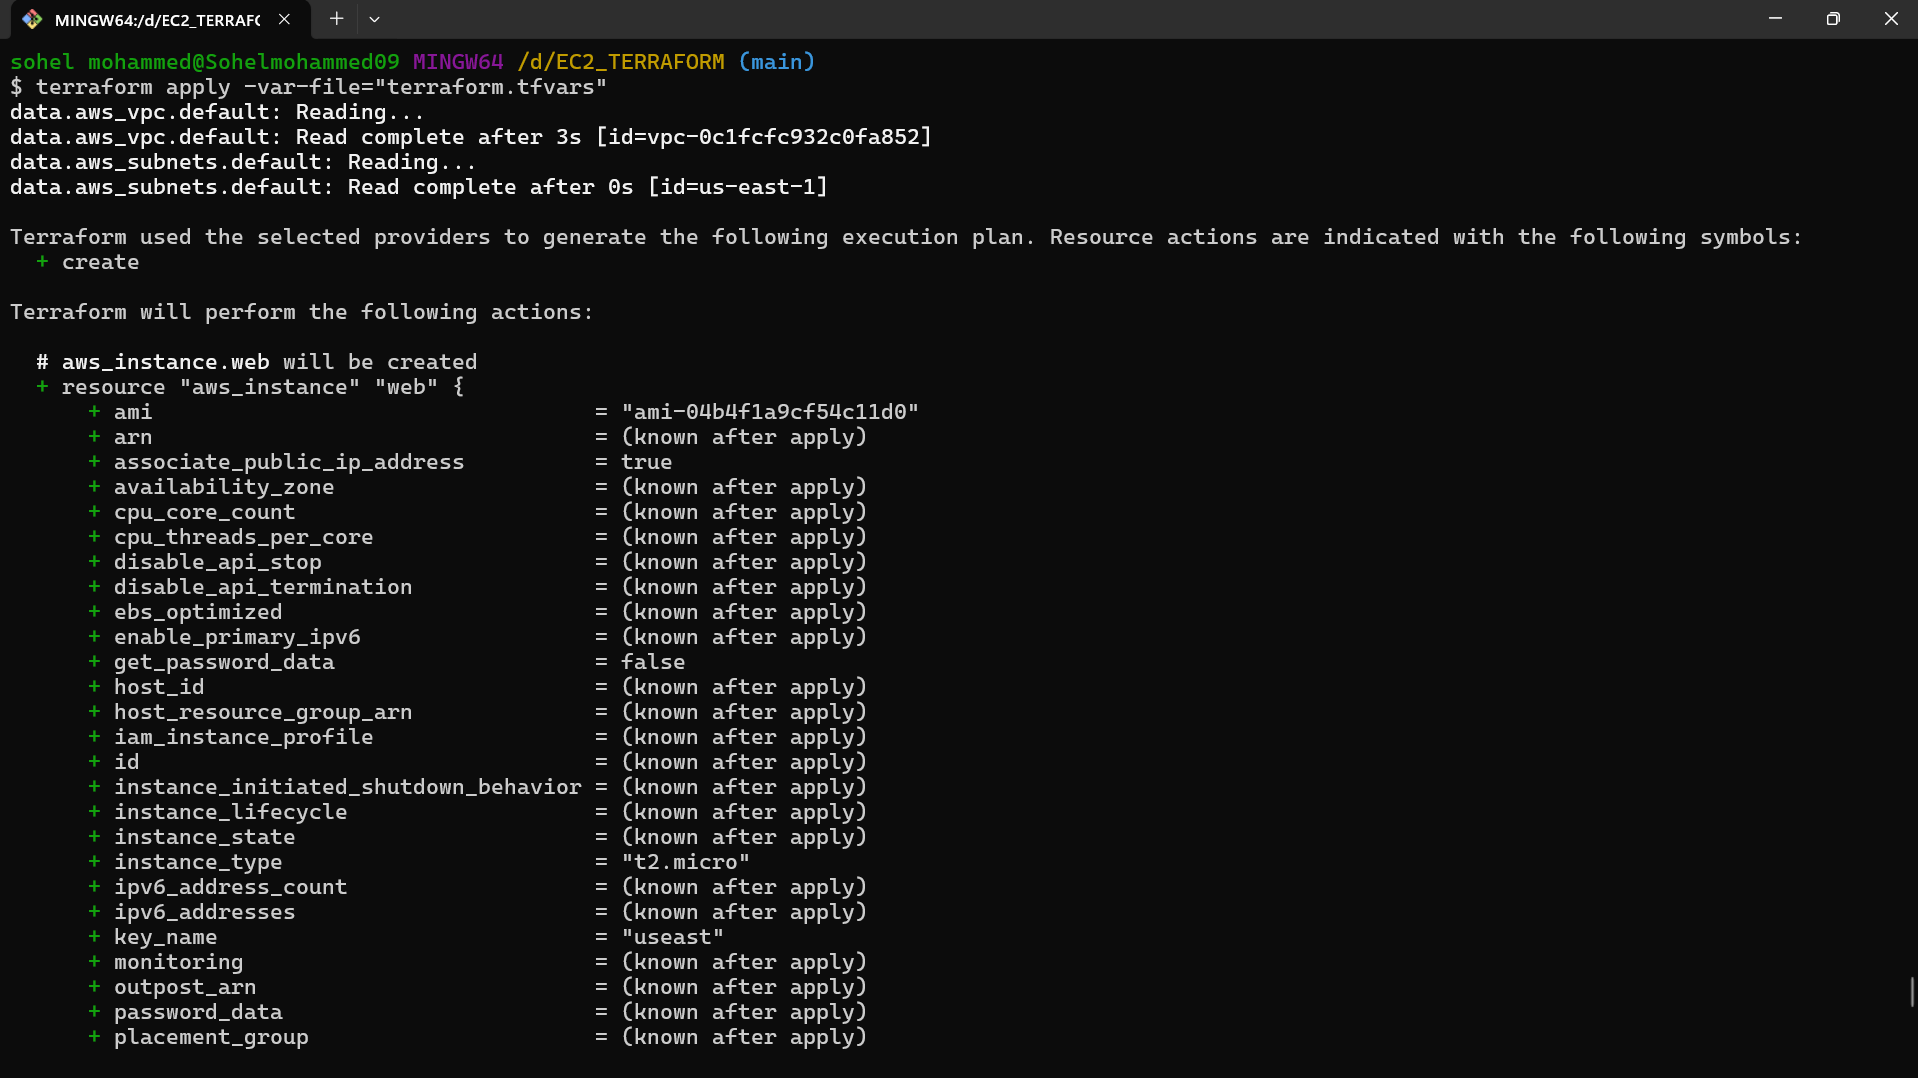 MINGW64:/d/EC2_TERRAF
sohel mohammed@Sohelmohammed09 MINGW64 /d/EC2_TERRAFORM (main)
$ terraform apply -var-file="terraform.tfvars"
data.aws_vpc.default: Reading...
data.aws_vpc.default: Read complete after 3s [id=vpc-0c1fcfc932c0fa852]
data.aws_subnets.default: Reading...
data.aws_subnets.default: Read complete after 0s [id=us-east-1]
Terraform used the selected providers to generate the following execution plan. Resource actions are indicated with the following symbols:
+ create
Terraform will perform the following actions:
# aws_instance.web will be created
+ resource "aws_instance" "web" {
+ ami = "ami-04b4f1a9cf54c11d0"
+ arn = (known after apply)
+ associate_public_ip_address = true
+ availability_zone = (known after apply)
+ cpu_core_count = (known after apply)
+ cpu_threads_per_core = (known after apply)
+ disable_api_stop = (known after apply)
+ disable_api_termination = (known after apply)
+ ebs_optimized = (known after apply)
+ enable_primary_ipv6 = (known after apply)
+ get_password_data = false
+ host_id = (known after apply)
+ host_resource_group_arn = (known after apply)
+ iam_instance_profile = (known after apply)
+ id = (known after apply)
+ instance_initiated_shutdown_behavior = (known after apply)
+ instance_lifecycle = (known after apply)
+ instance_state = (known after apply)
+ instance_type = "t2.micro"
+ ipv6_address_count = (known after apply)
+ ipv6_addresses = (known after apply)
+ key_name = "useast"
+ monitoring = (known after apply)
+ outpost_arn = (known after apply)
+ password_data = (known after apply)
+ placement_group = (known after apply)